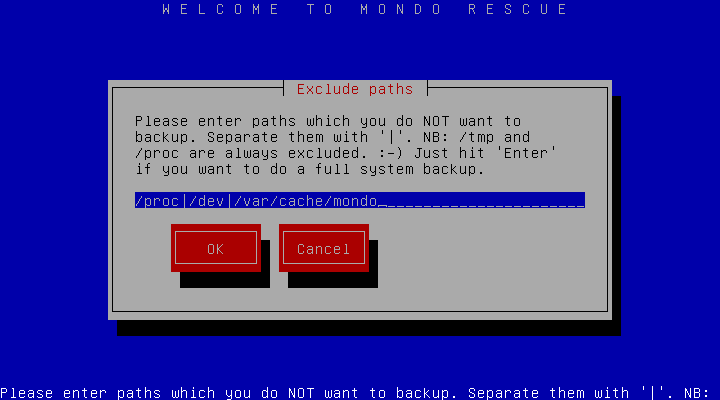 W E L C O M E   T O   M O N D O   R E S C U E
Exclude paths
Please enter paths which you do NOT want to
backup. Separate them with '|'. NB: /tmp and
/proc are always excluded. :-) Just hit 'Enter'
if you want to do a full system backup.
/proc|/dev|/var/cache/mondo_______________________
OK Cancel
Please enter paths which you do NOT want to backup. Separate them with '|'. NB: